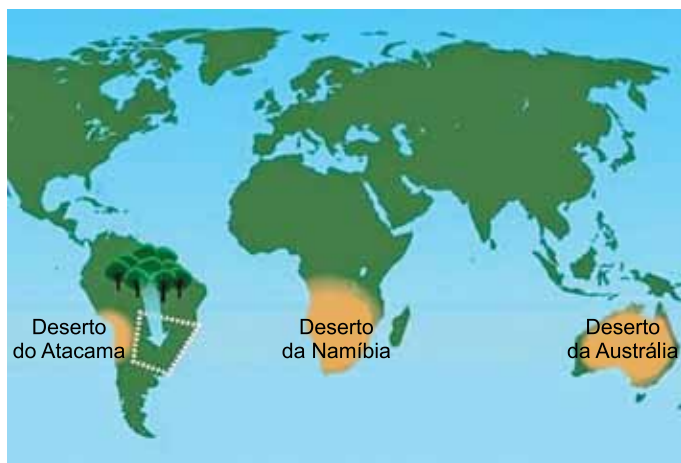 Deserto
do Atacama
Deserto
da Namíbia
Deserto
da Austrália